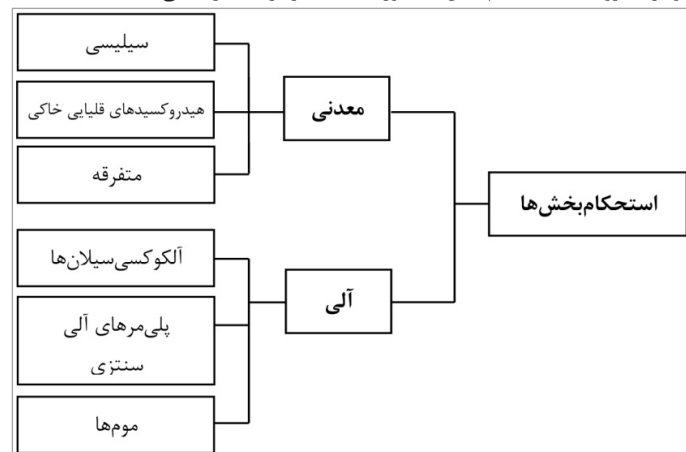 استحکام‌بخش‌ها
معدنی
سیلیسی
هیدروکسیدهای قلیایی خاکی
متفرقه
آلی
آلکوکسی‌سیلان‌ها
پلی‌مرهای آلی
سنتزی
موم‌ها